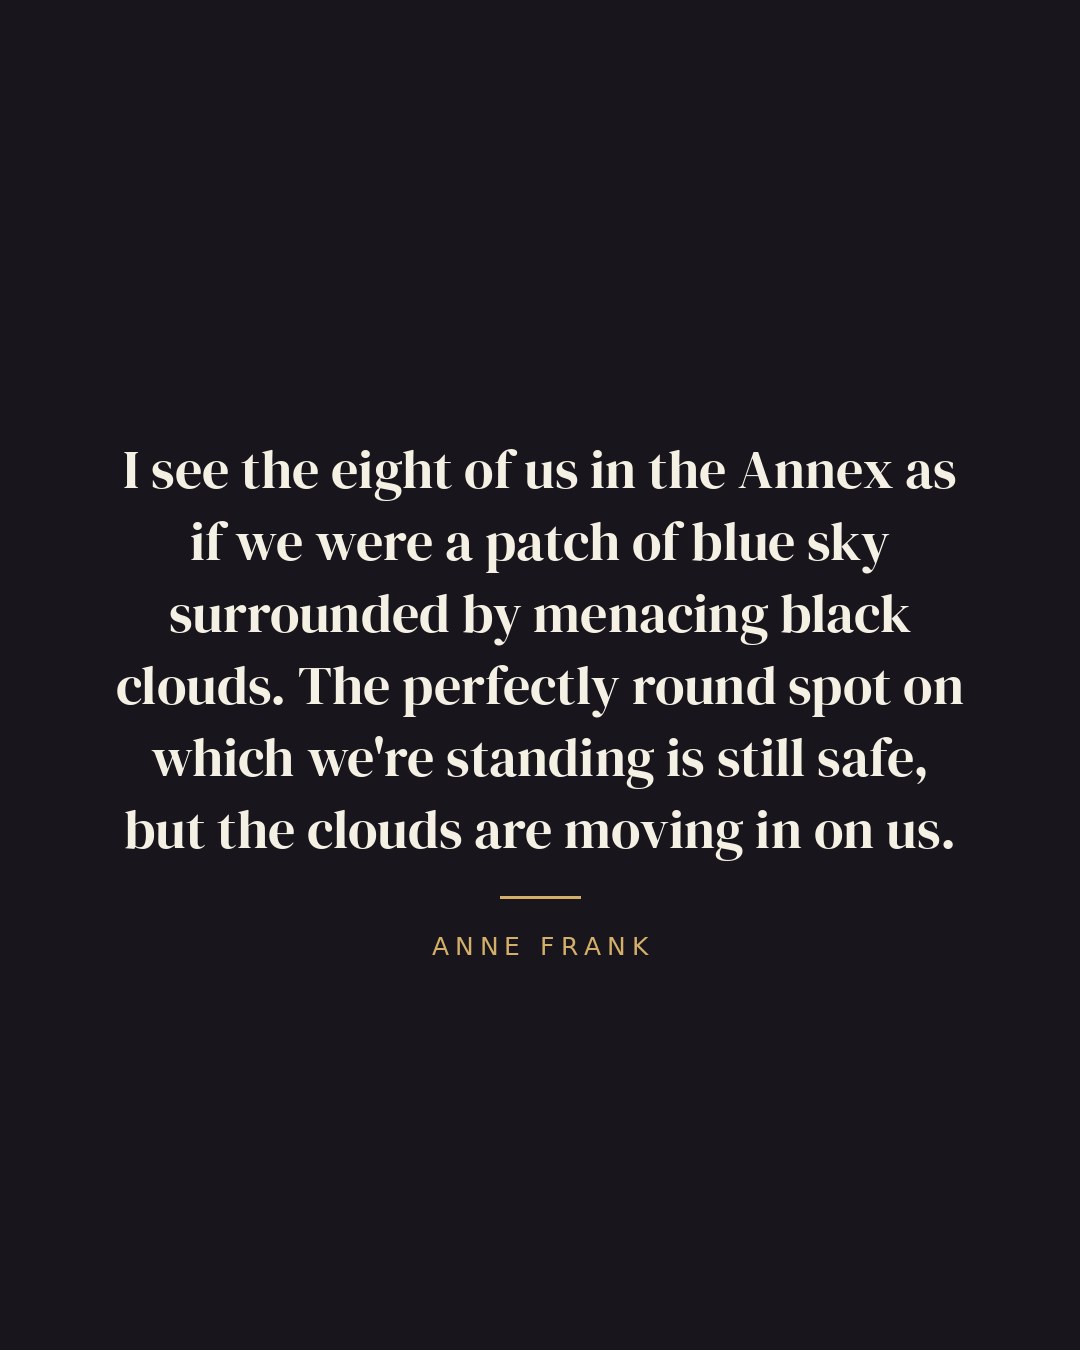 I see the eight of us in the Annex as
if we were a patch of blue sky
surrounded by menacing black
clouds. The perfectly round spot on
which we're standing is still safe,
but the clouds are moving in on us.
ANNE FRANK